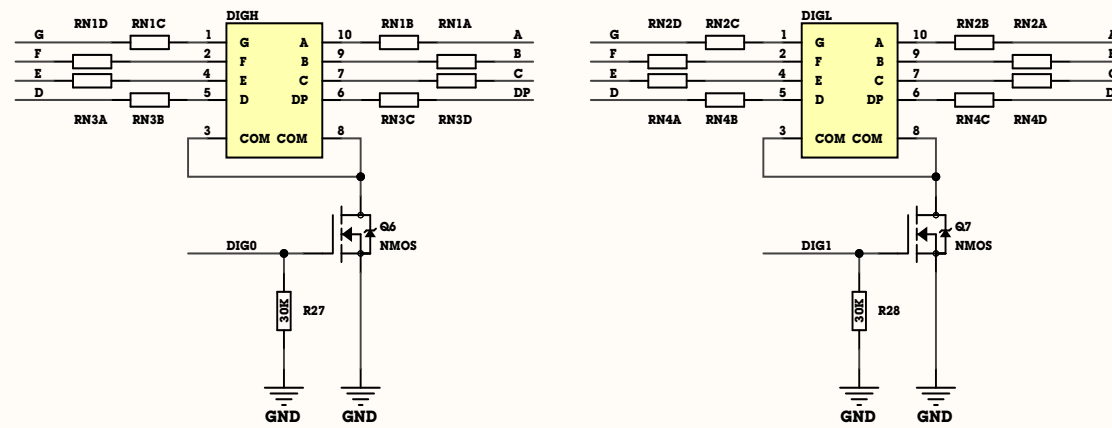 DIGH
RN1D RN1C RN1B RN1A
G 1 G A 10 A
F 2 F B 9 B
E 4 E C 7 C
D 5 D DP 6 DP
RN3A RN3B RN3C RN3D
3 COM COM 8
Q6
NMOS
DIG0
30K R27
GND GND
DIGL
RN2D RN2C RN2B RN2A
G 1 G A 10
F 2 F B 9
E 4 E C 7
D 5 D DP 6
RN4A RN4B RN4C RN4D
3 COM COM 8
Q7
NMOS
DIG1
30K R28
GND GND